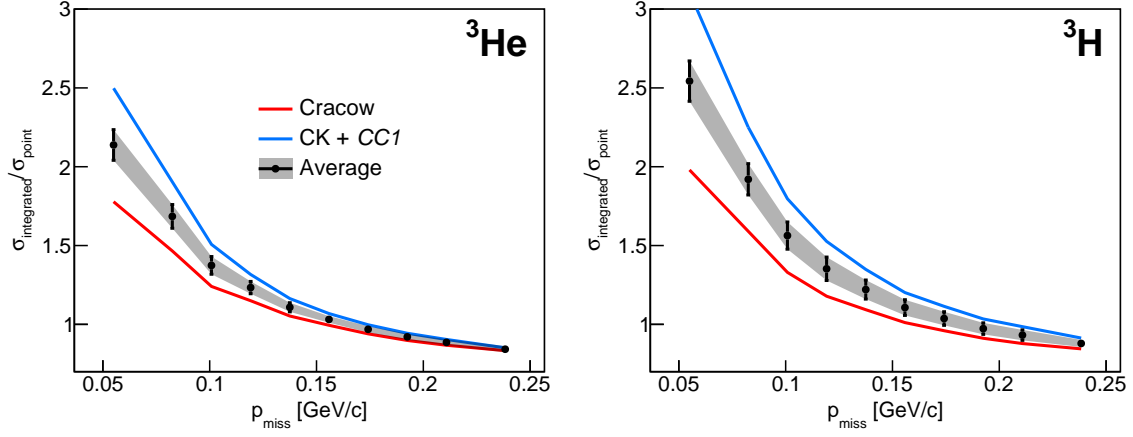 ³He
3
2.5
2
1.5
1
σintegrated/σpoint
Cracow
CK + CC1
Average
0.05
0.1
0.15
0.2
0.25
pmiss [GeV/c]
³H
3
2.5
2
1.5
1
σintegrated/σpoint
0.05
0.1
0.15
0.2
0.25
pmiss [GeV/c]